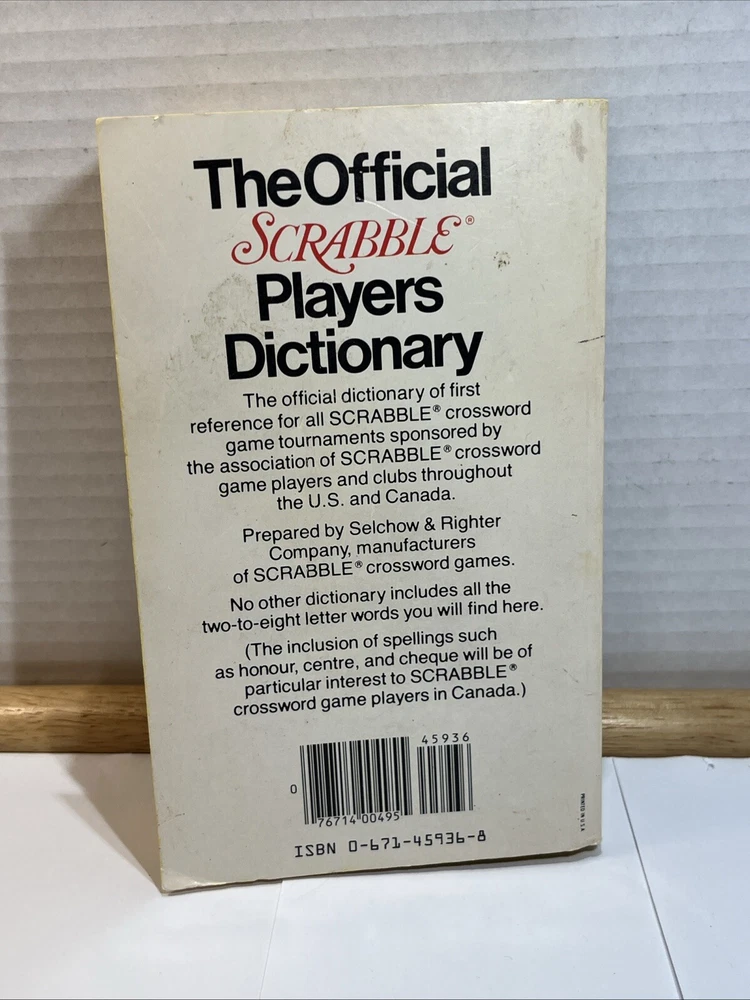 The Official
SCRABBLE®
Players
Dictionary
The official dictionary of first
reference for all SCRABBLE® crossword
game tournaments sponsored by
the association of SCRABBLE® crossword
game players and clubs throughout
the U.S. and Canada.
Prepared by Selchow & Righter
Company, manufacturers
of SCRABBLE® crossword games.
No other dictionary includes all the
two-to-eight letter words you will find here.
(The inclusion of spellings such
as honour, centre, and cheque will be of
particular interest to SCRABBLE®
crossword game players in Canada.)
45936
0
76714 00495
ISBN 0-671-45936-8
PRINTED IN U.S.A.